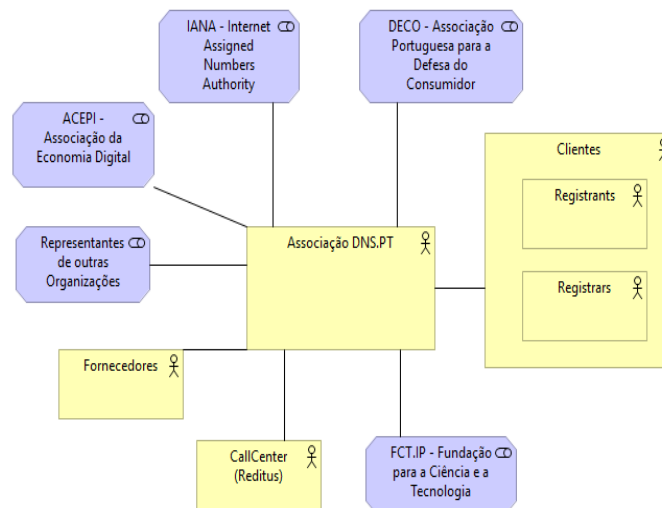 IANA - Internet
Assigned
Numbers
Authority
DECO - Associação
Portuguesa para a
Defesa do
Consumidor
ACEPI -
Associação da
Economia Digital
Clientes
Registrants
Registrars
Associação DNS.PT
Representantes
de outras
Organizações
Fornecedores
CallCenter
(Reditus)
FCT.IP - Fundação
para a Ciência e a
Tecnologia